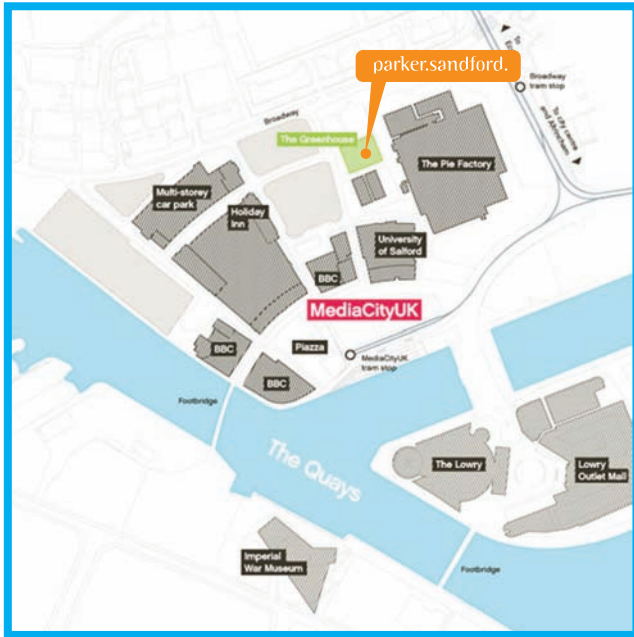 parker.sandford.
To
Broadway
tram stop
To city centre
and Altrincham
Broadway
The Greenhouse
The Pie Factory
Multi-storey
car park
Holiday
Inn
University
of Salford
BBC
MediaCityUK
BBC
Piazza
MediaCityUK
tram stop
BBC
Footbridge
The Quays
The Lowry
Lowry
Outlet Mall
Imperial
War Museum
Footbridge